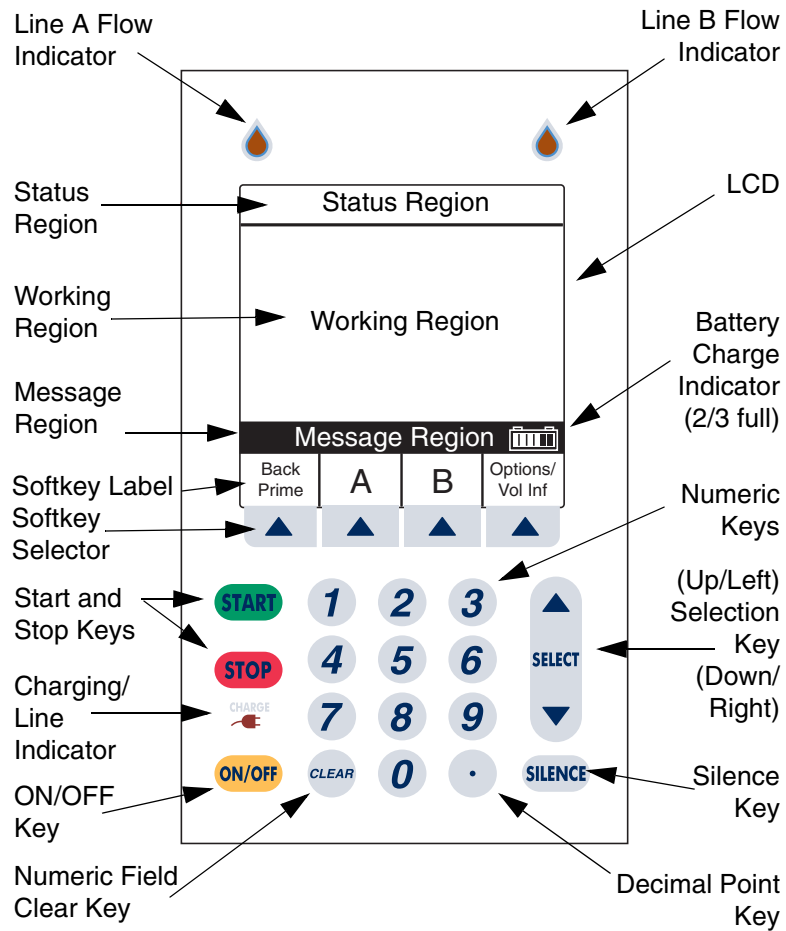 Line A Flow
Indicator
Line B Flow
Indicator
Status
Region
Status Region
LCD
Working
Region
Working Region
Battery
Charge
Indicator
(2/3 full)
Message
Region
Message Region
Softkey Label
Back
Prime
A
B
Options/
Vol Inf
Softkey
Selector
Numeric
Keys
Start and
Stop Keys
START
1
2
3
STOP
4
5
6
SELECT
(Up/Left)
Selection
Key
(Down/
Right)
Charging/
Line
Indicator
CHARGE
7
8
9
ON/OFF
CLEAR
0
.
SILENCE
ON/OFF
Key
Silence
Key
Numeric Field
Clear Key
Decimal Point
Key